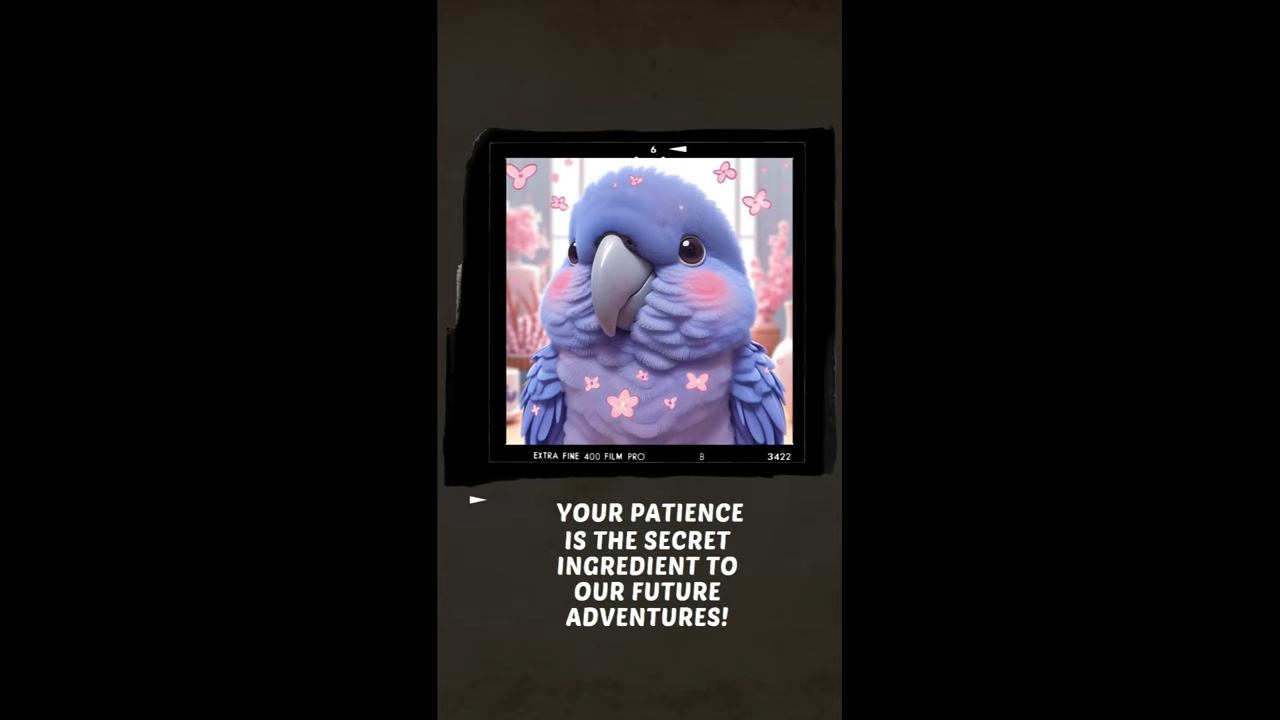 6
EXTRA FINE 400 FILM PRO 8 3422
YOUR PATIENCE
IS THE SECRET
INGREDIENT TO
OUR FUTURE
ADVENTURES!